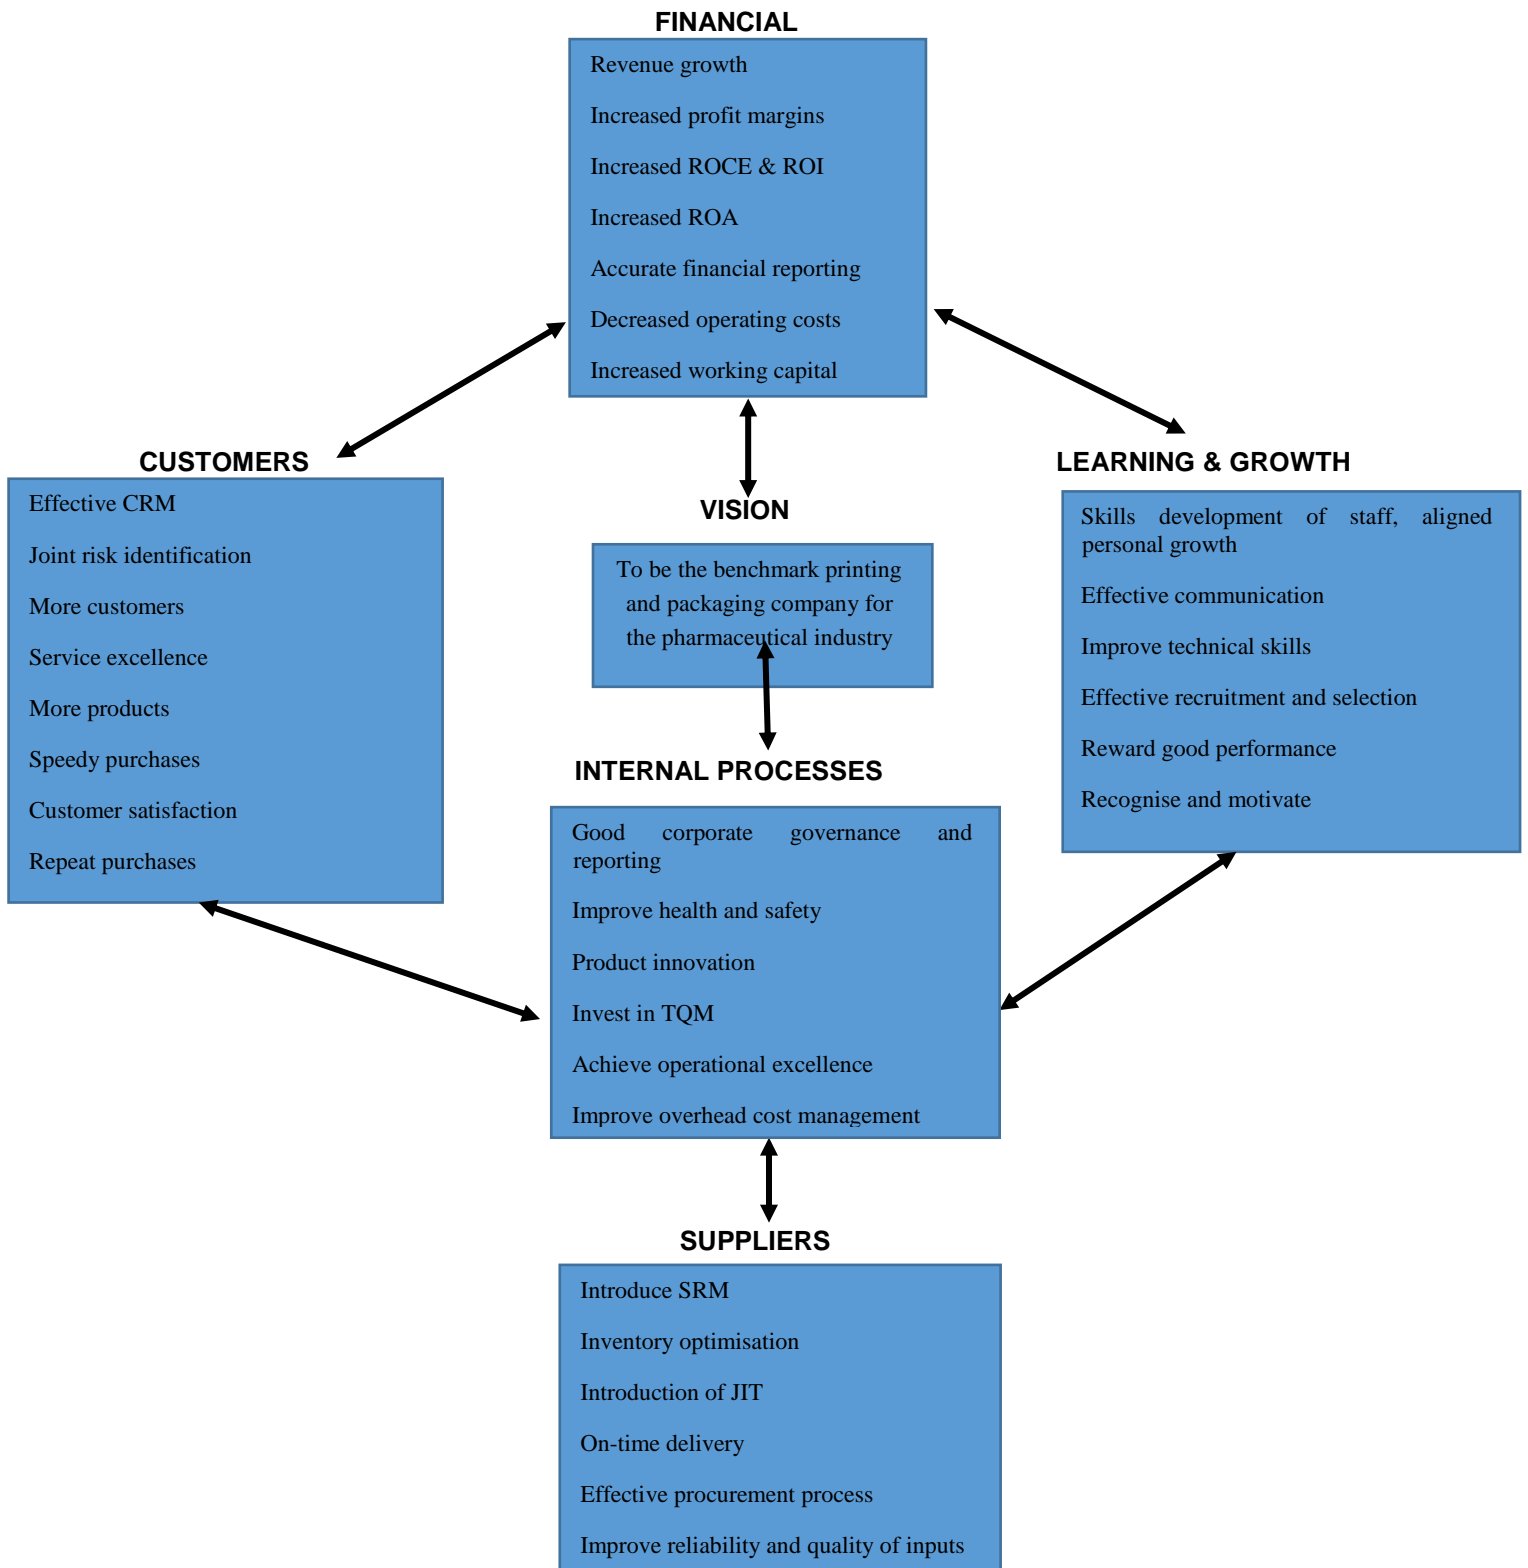 FINANCIAL
Revenue growth
Increased profit margins
Increased ROCE & ROI
Increased ROA
Accurate financial reporting
Decreased operating costs
Increased working capital
CUSTOMERS
Effective CRM
Joint risk identification
More customers
Service excellence
More products
Speedy purchases
Customer satisfaction
Repeat purchases
VISION
To be the benchmark printing
and packaging company for
the pharmaceutical industry
LEARNING & GROWTH
Skills development of staff, aligned
personal growth
Effective communication
Improve technical skills
Effective recruitment and selection
Reward good performance
Recognise and motivate
INTERNAL PROCESSES
Good corporate governance and
reporting
Improve health and safety
Product innovation
Invest in TQM
Achieve operational excellence
Improve overhead cost management
SUPPLIERS
Introduce SRM
Inventory optimisation
Introduction of JIT
On-time delivery
Effective procurement process
Improve reliability and quality of inputs